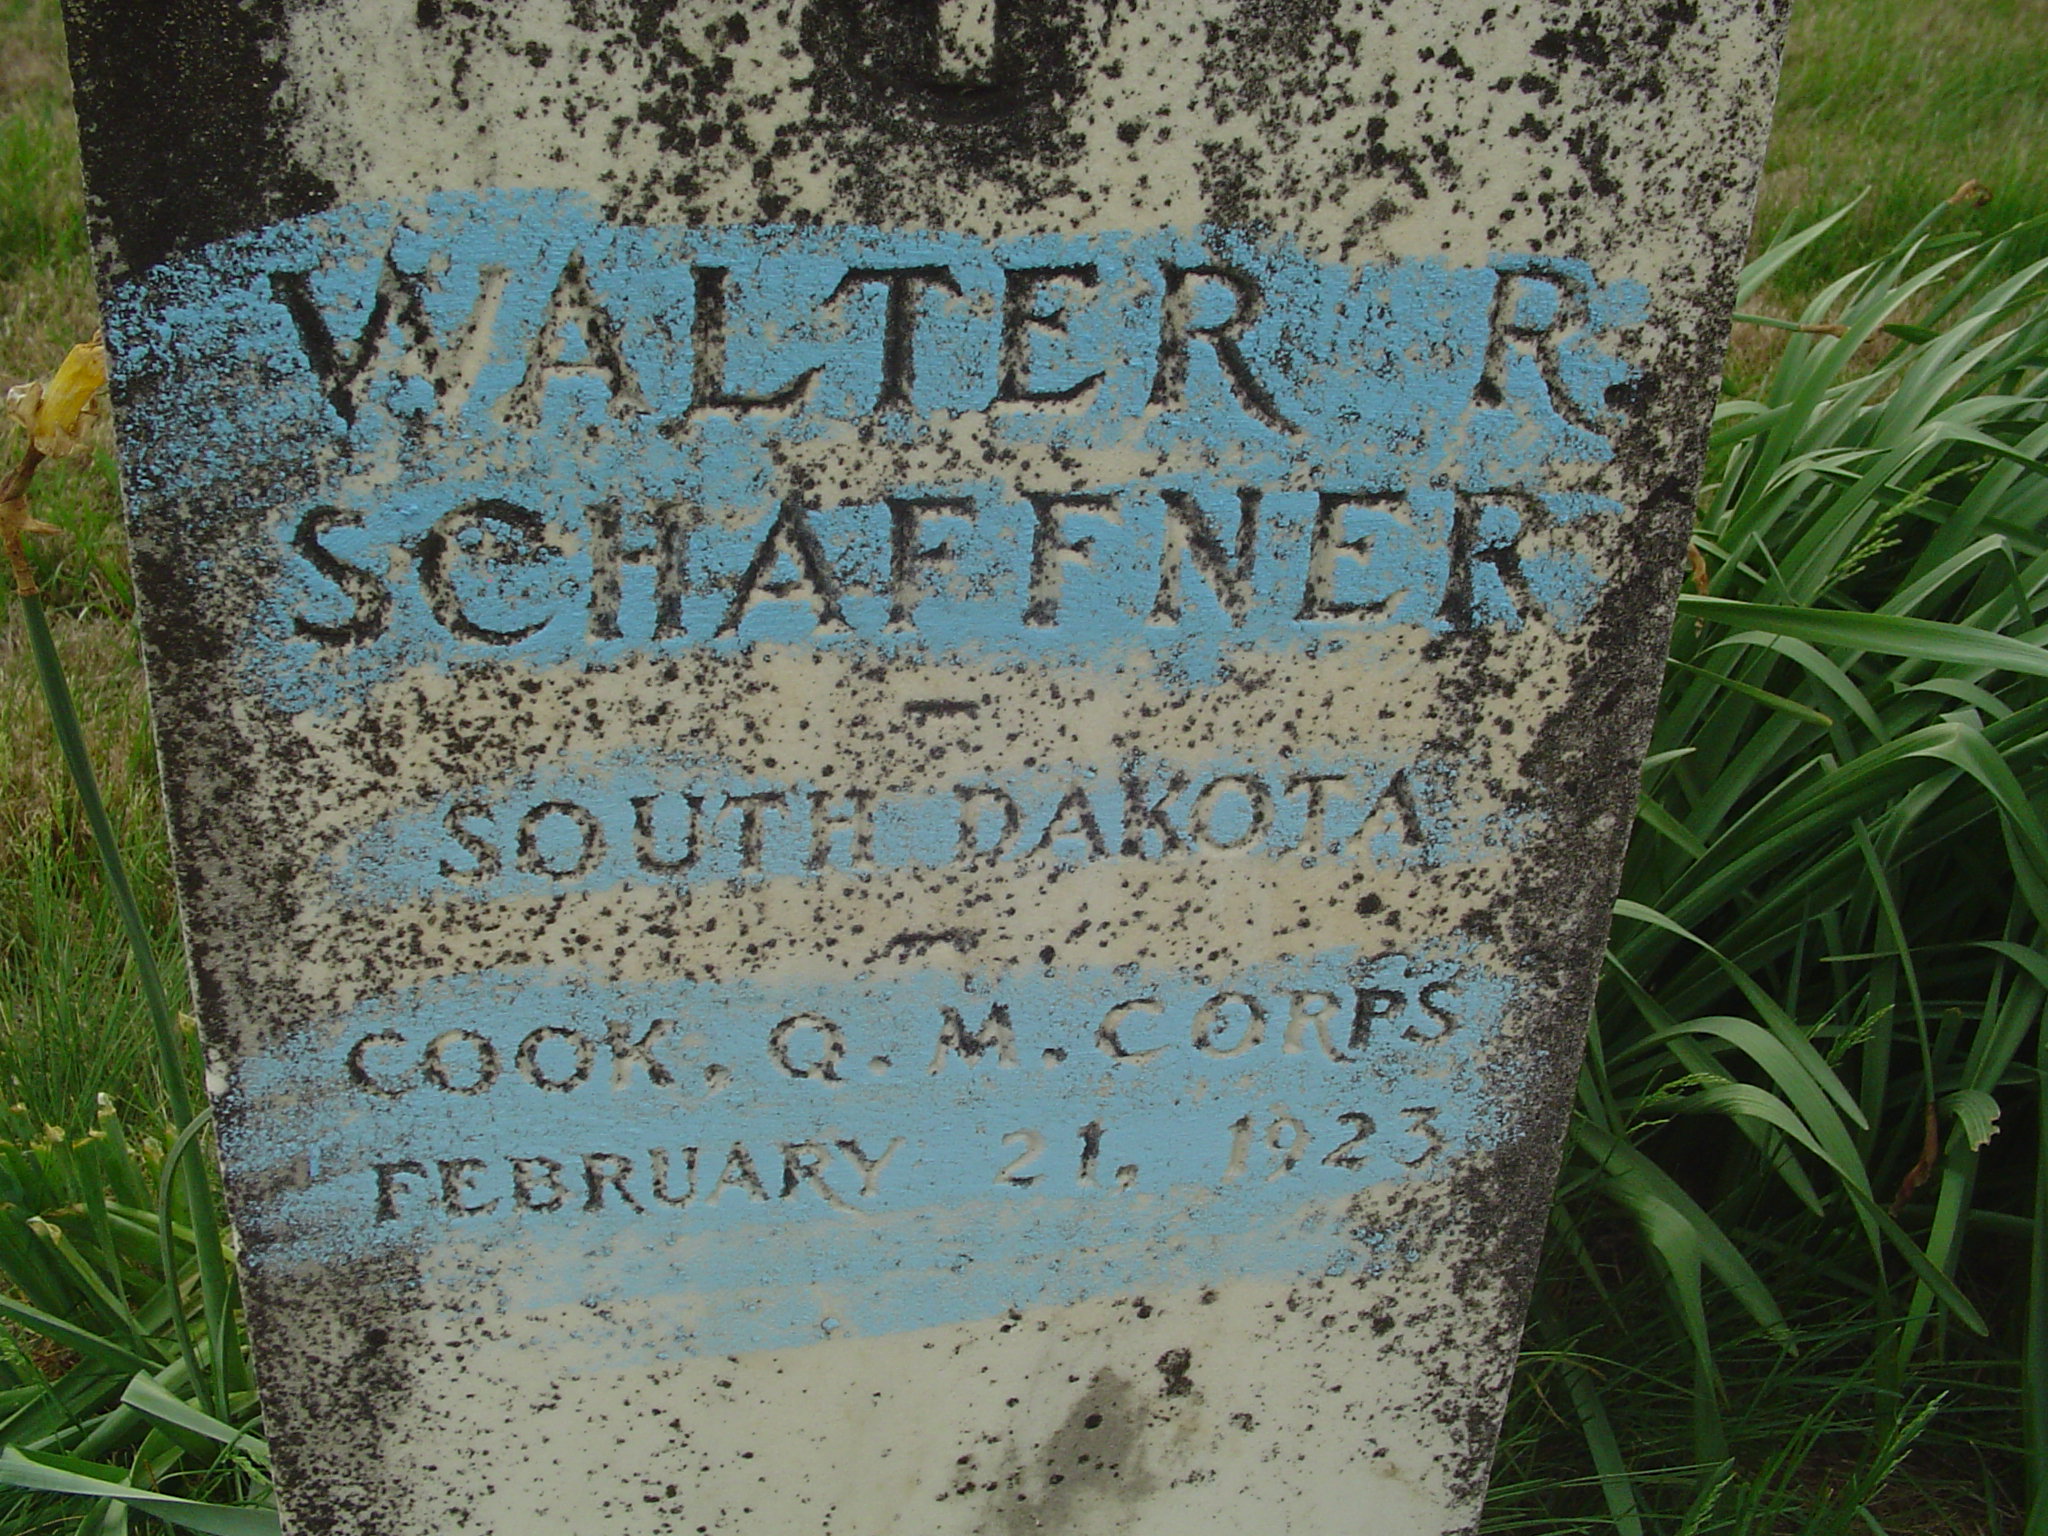 WALTER R.
SCHAFFNER
SOUTH DAKOTA
COOK, Q.M. CORPS
FEBRUARY 21, 1923